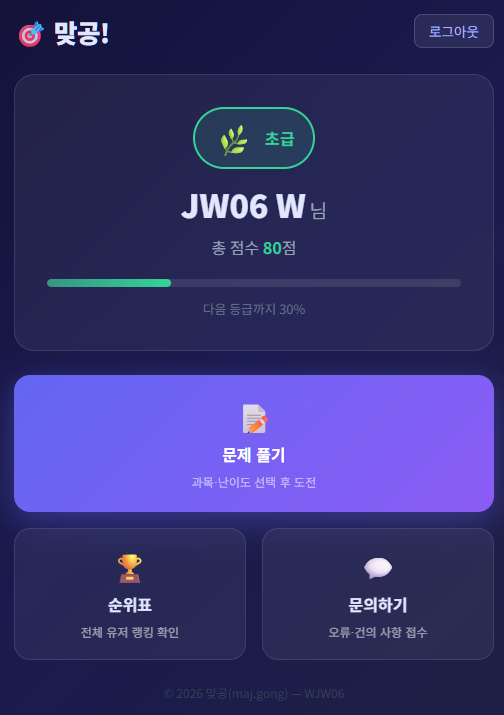 맞공!
로그아웃
초급
JW06 W 님
총 점수 80점
다음 등급까지 30%
문제 풀기
과목·난이도 선택 후 도전
순위표
전체 유저 랭킹 확인
문의하기
오류·건의 사항 접수
© 2026 맞공(maj.gong) — WJW06